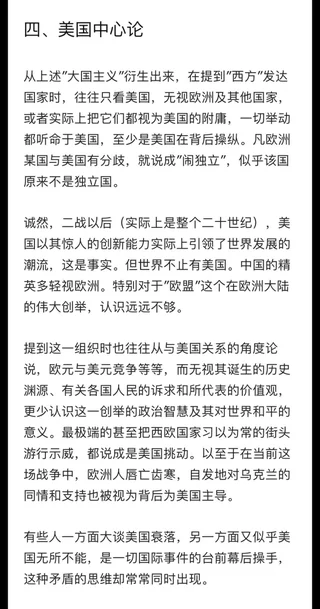 四、美国中心论
从上述"大国主义"衍生出来，在提到"西方"发达
国家时，往往只看美国，无视欧洲及其他国家，
或者实际上把它们都视为美国的附庸，一切举动
都听命于美国，至少是美国在背后操纵。凡欧洲
某国与美国有分歧，就说成"闹独立"，似乎该国
原来不是独立国。
诚然，二战以后（实际上是整个二十世纪），美
国以其惊人的创新能力实际上引领了世界发展的
潮流，这是事实。但世界不止有美国。中国的精
英多轻视欧洲。特别对于"欧盟"这个在欧洲大陆
的伟大创举，认识远远不够。
提到这一组织时也往往从与美国关系的角度论
说，欧元与美元竞争等等，而无视其诞生的历史
渊源、有关各国人民的诉求和所代表的价值观，
更少认识这一创举的政治智慧及其对世界和平的
意义。最极端的甚至把西欧国家习以为常的街头
游行示威，都说成是美国挑动。以至于在当前这
场战争中，欧洲人唇亡齿寒，自发地对乌克兰的
同情和支持也被视为背后为美国主导。
有些人一方面大谈美国衰落，另一方面又似乎美
国无所不能，是一切国际事件的台前幕后操手，
这种矛盾的思维却常常同时出现。